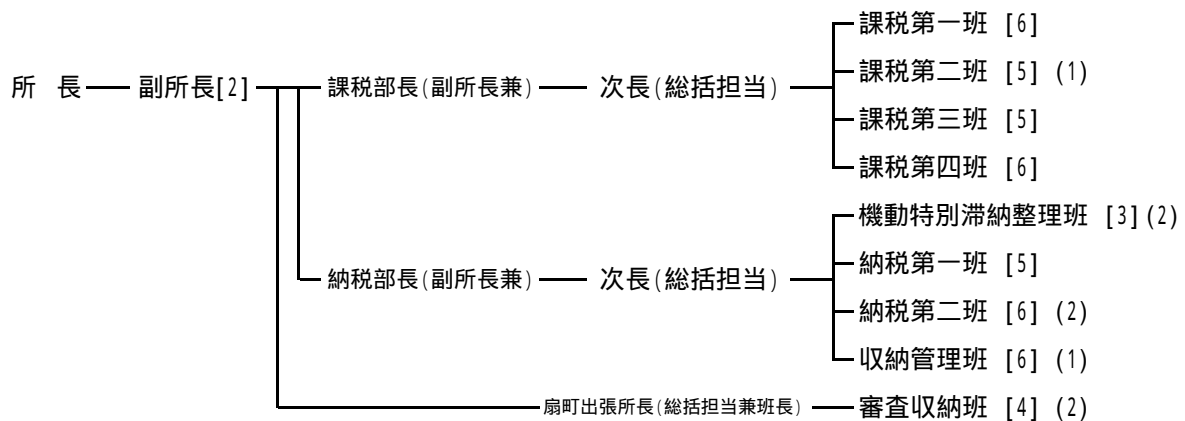 課税第一班 [6]
所 長 副所長[2] 課税部長(副所長兼) 次長(総括担当) 課税第二班 [5] (1)
課税第三班 [5]
課税第四班 [6]
機動特別滞納整理班 [3](2)
納税部長(副所長兼) 次長(総括担当) 納税第一班 [5]
納税第二班 [6] (2)
収納管理班 [6] (1)
扇町出張所長(総括担当兼班長) 審査収納班 [4] (2)